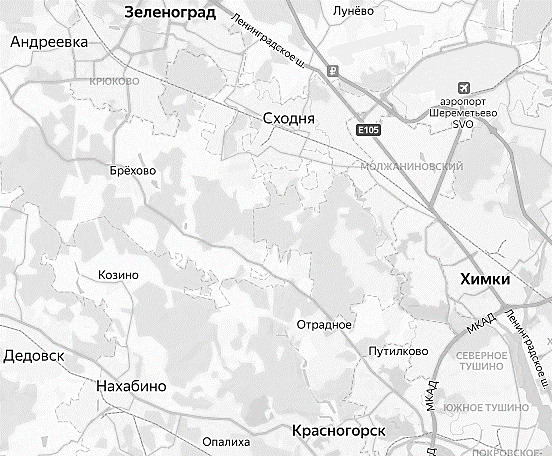 Зеленоград
Лунёво
Андреевка
Ленинградское ш.
КРЮКОВО
₽
аэропорт
Шереметьево
SVO
Сходня
E105
МОЛЖАНИНОВСКИЙ
Брёхово
Козино
Химки
Отрадное
МКАД
Ленинградское ш.
Дедовск
Путилково
СЕВЕРНОЕ
ТУШИНО
Нахабино
МКАД
ЮЖНОЕ ТУШИНО
Красногорск
Опалиха
ПОКРОВСКОЕ-